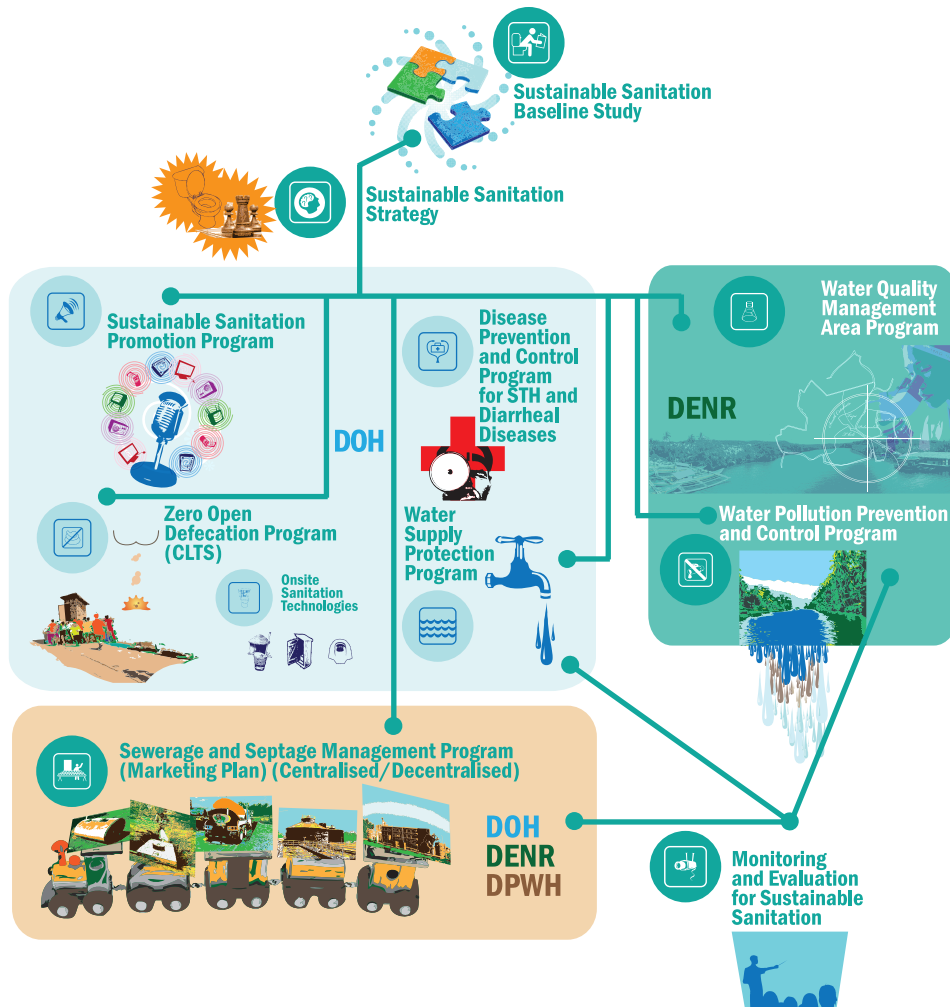 Sustainable Sanitation
Baseline Study
Sustainable Sanitation
Strategy
Sustainable Sanitation
Promotion Program
DOH
Disease
Prevention
and Control
Program
for STH and
Diarrheal
Diseases
Zero Open
Defecation Program
(CLTS)
Onsite
Sanitation
Technologies
Water
Supply
Protection
Program
Water Quality
Management
Area Program
DENR
Water Pollution Prevention
and Control Program
Sewerage and Septage Management Program
(Marketing Plan) (Centralised/Decentralised)
DOH
DENR
DPWH
Monitoring
and Evaluation
for Sustainable
Sanitation